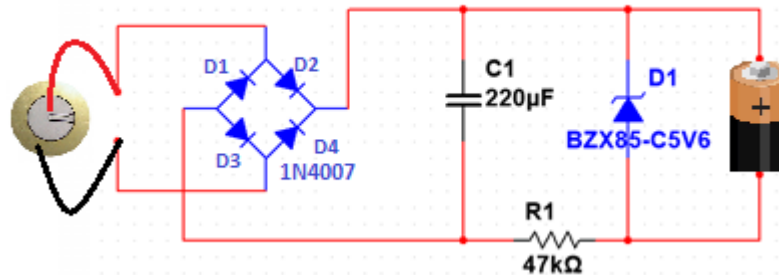 D1
D2
D3
D4
1N4007
C1
220µF
D1
BZX85-C5V6
+
R1
47kΩ